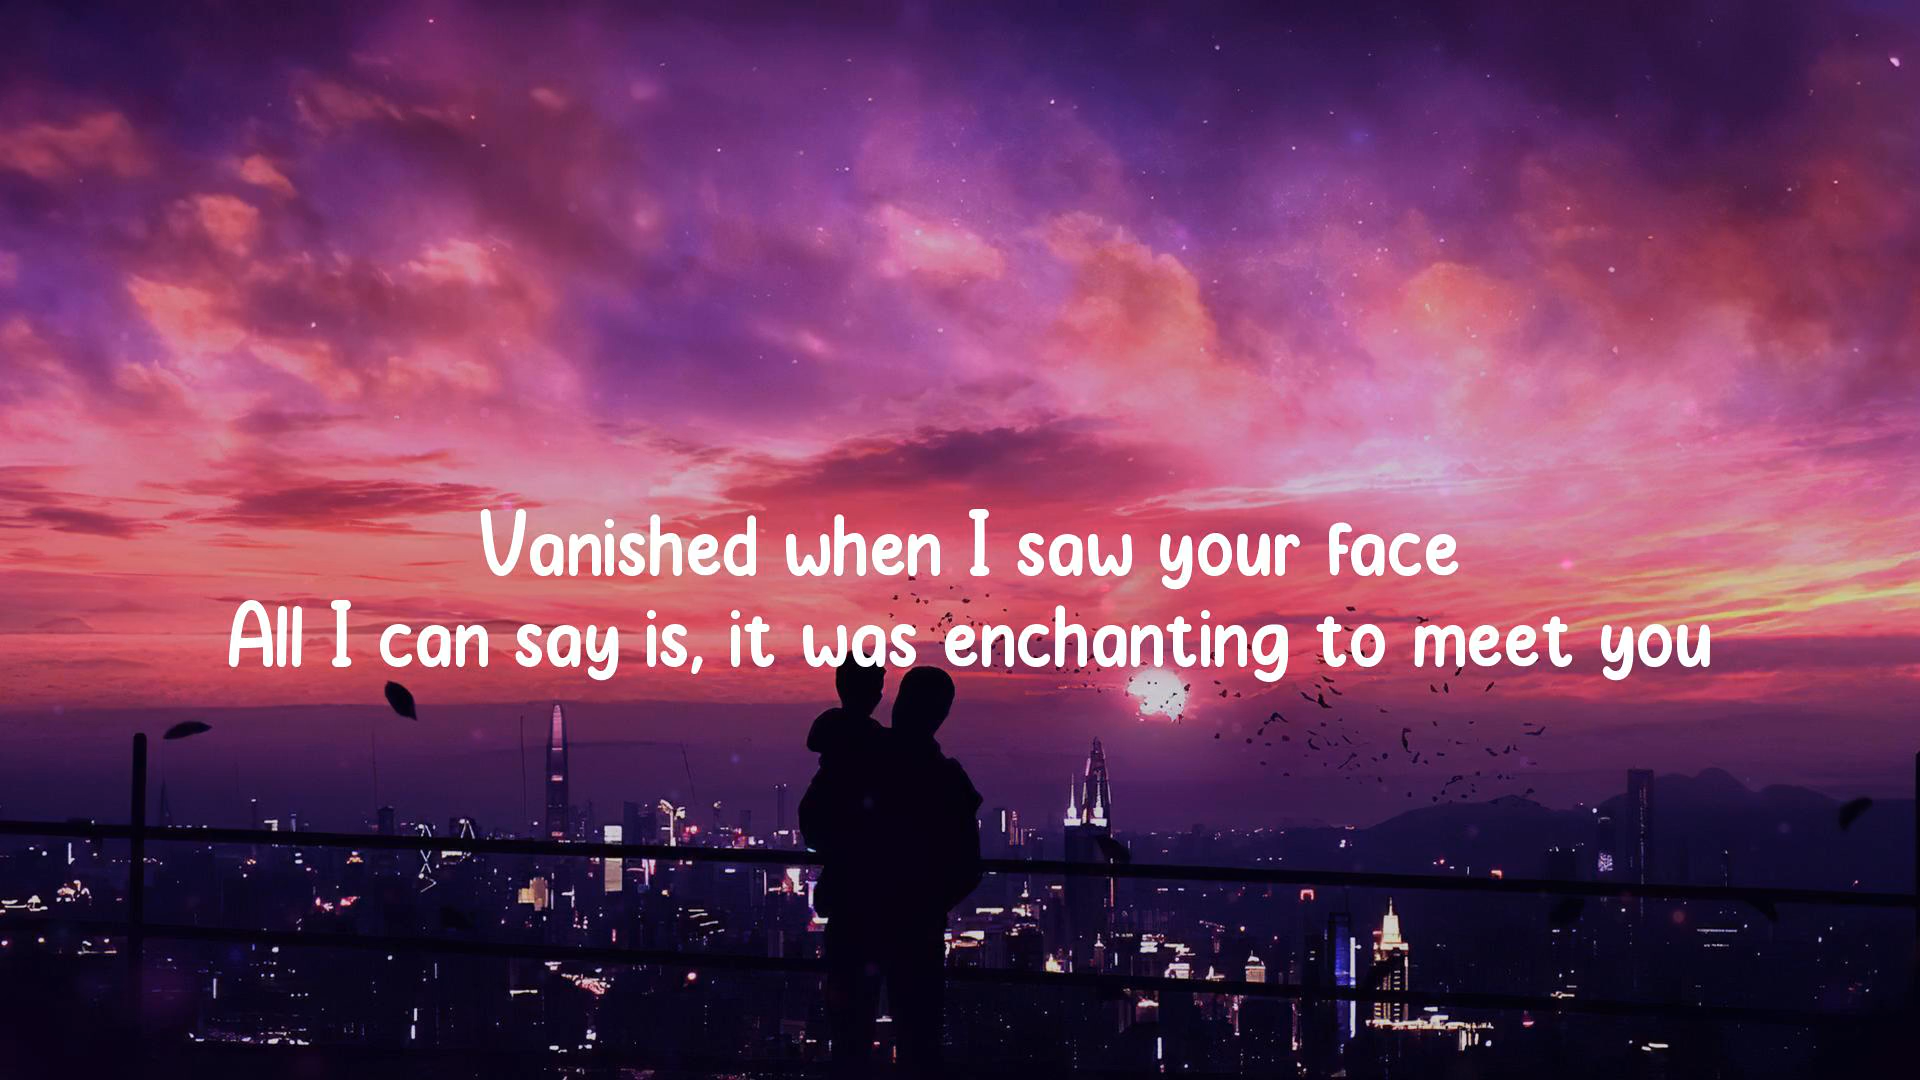 Vanished when I saw your face
All I can say is, it was enchanting to meet you